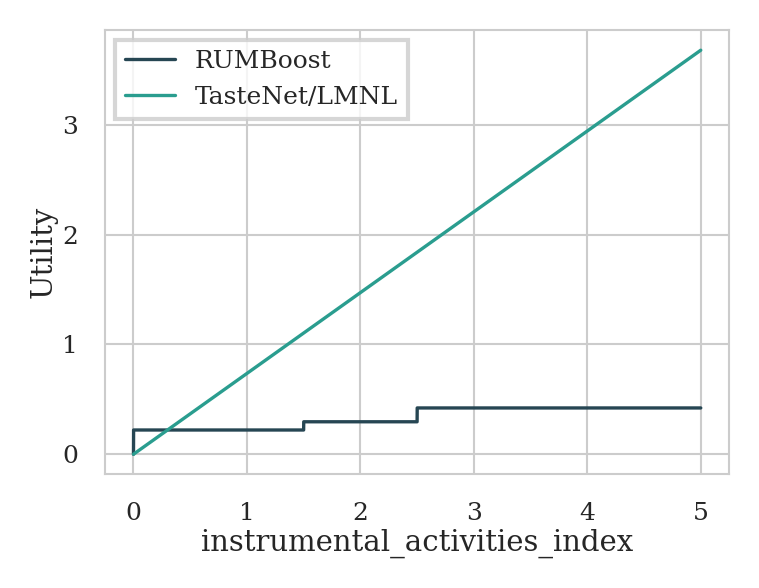 RUMBoost
TasteNet/LMNL
Utility
3
2
1
0
0 1 2 3 4 5
instrumental_activities_index